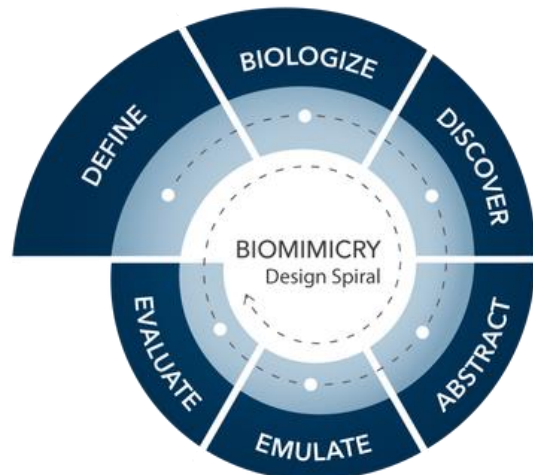 DEFINE
BIOLOGIZE
DISCOVER
ABSTRACT
EMULATE
EVALUATE
BIOMIMICRY
Design Spiral